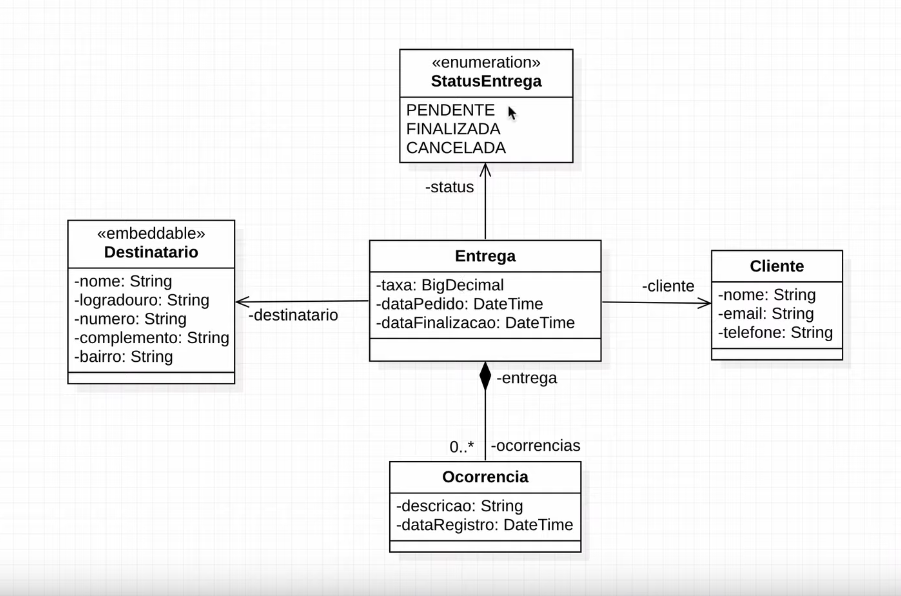 «enumeration»
StatusEntrega
PENDENTE
FINALIZADA
CANCELADA
-status
«embeddable»
Destinatario
-nome: String
-logradouro: String
-numero: String
-complemento: String
-bairro: String
-destinatario
Entrega
-taxa: BigDecimal
-dataPedido: DateTime
-dataFinalizacao: DateTime
-cliente
Cliente
-nome: String
-email: String
-telefone: String
-entrega
0..* -ocorrencias
Ocorrencia
-descricao: String
-dataRegistro: DateTime